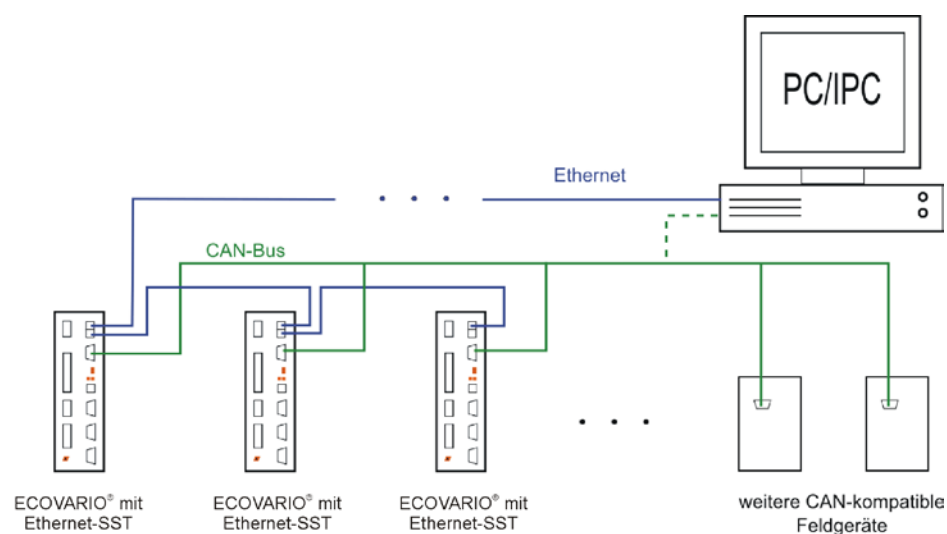 PC/IPC
Ethernet
CAN-Bus
ECOVARIO® mit
Ethernet-SST
ECOVARIO® mit
Ethernet-SST
ECOVARIO® mit
Ethernet-SST
weitere CAN-kompatible
Feldgeräte